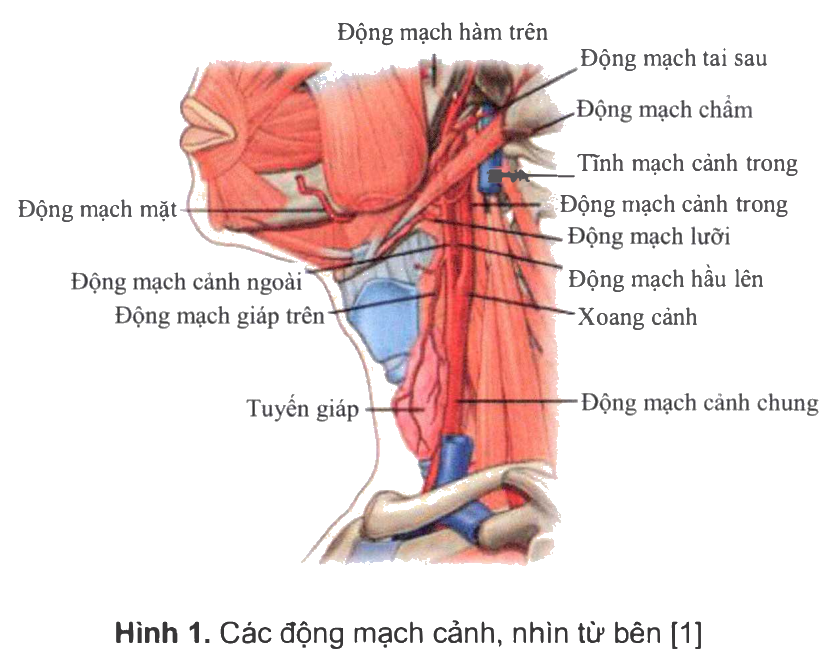 Động mạch hàm trên
Động mạch tai sau
Động mạch chẩm
Tĩnh mạch cảnh trong
Động mạch mặt
Động mạch cảnh trong
Động mạch lưỡi
Động mạch cảnh ngoài
Động mạch hầu lên
Động mạch giáp trên
Xoang cảnh
Tuyến giáp
Động mạch cảnh chung
Hình 1. Các động mạch cảnh, nhìn từ bên [1]